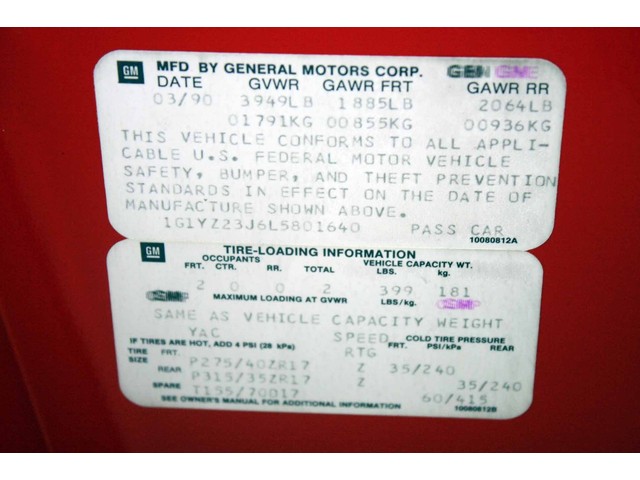 GM MFD BY GENERAL MOTORS CORP. GEN GME
DATE GVWR GAWR FRT GAWR RR
03/90 3949LB 1885LB 2064LB
01791KG 00855KG 00936KG
THIS VEHICLE CONFORMS TO ALL APPLI-
CABLE U.S. FEDERAL MOTOR VEHICLE
SAFETY, BUMPER, AND THEFT PREVENTION
STANDARDS IN EFFECT ON THE DATE OF
MANUFACTURE SHOWN ABOVE.
1G1YZ23J6L5801640 PASS CAR
10080812A
GM TIRE-LOADING INFORMATION
OCCUPANTS VEHICLE CAPACITY WT.
FRT. CTR. RR. TOTAL LBS. kg.
2 0 0 2 399 181
MAXIMUM LOADING AT GVWR LBS/kg.
SAME AS VEHICLE CAPACITY WEIGHT
YAC SPEED COLD TIRE PRESSURE
IF TIRES ARE HOT, ADD 4 PSI (28 kPa) RTG FRT. PSI/kPa RR.
TIRE SIZE FRT. P275/40ZR17 Z 35/240
REAR P315/35ZR17 Z 35/240
SPARE T155/70D17 60/415
SEE OWNER'S MANUAL FOR ADDITIONAL INFORMATION 10080812B